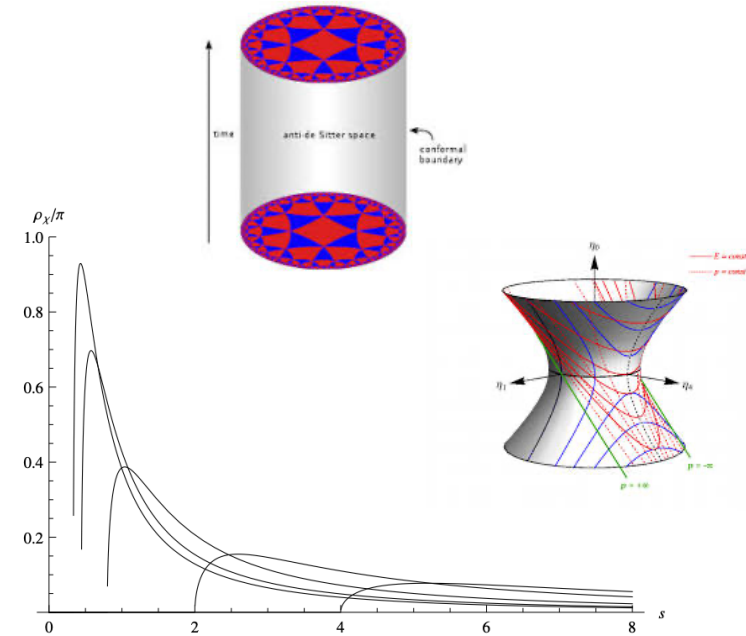 time
anti-de Sitter space
conformal
boundary
ρχ/π
1.0
0.8
0.6
0.4
0.2
0
2
4
6
8
s
η₀
E = const
p = const
η₁
η₄
p = -∞
p = +∞